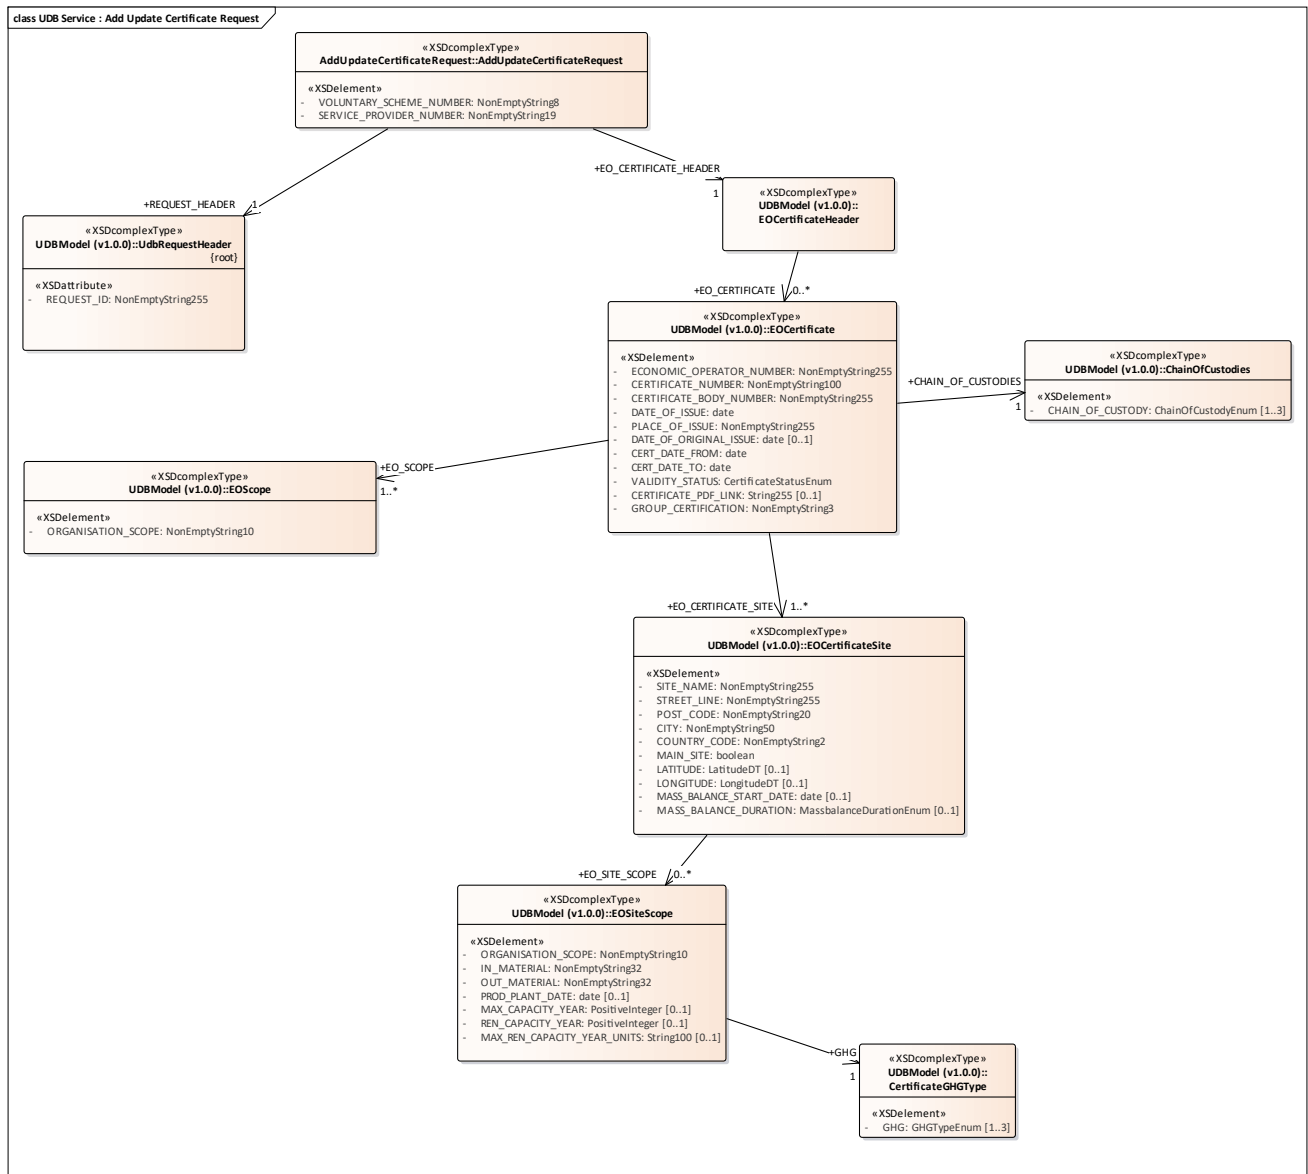 class UDB Service : Add Update Certificate Request
«XSDcomplexType»
AddUpdateCertificateRequest::AddUpdateCertificateRequest
«XSDelement»
- VOLUNTARY_SCHEME_NUMBER: NonEmptyString8
- SERVICE_PROVIDER_NUMBER: NonEmptyString19
+EO_CERTIFICATE_HEADER
1
+REQUEST_HEADER
1
«XSDcomplexType»
UDBModel (v1.0.0)::
EOCertificateHeader
«XSDcomplexType»
UDBModel (v1.0.0)::UdbRequestHeader
{root}
«XSDattribute»
- REQUEST_ID: NonEmptyString255
+EO_CERTIFICATE
0..*
«XSDcomplexType»
UDBModel (v1.0.0)::EOCertificate
«XSDelement»
- ECONOMIC_OPERATOR_NUMBER: NonEmptyString255
- CERTIFICATE_NUMBER: NonEmptyString100
- CERTIFICATE_BODY_NUMBER: NonEmptyString255
- DATE_OF_ISSUE: date
- PLACE_OF_ISSUE: NonEmptyString255
- DATE_OF_ORIGINAL_ISSUE: date [0..1]
- CERT_DATE_FROM: date
- CERT_DATE_TO: date
- VALIDITY_STATUS: CertificateStatusEnum
- CERTIFICATE_PDF_LINK: String255 [0..1]
- GROUP_CERTIFICATION: NonEmptyString3
+CHAIN_OF_CUSTODIES
1
«XSDcomplexType»
UDBModel (v1.0.0)::ChainOfCustodies
«XSDelement»
- CHAIN_OF_CUSTODY: ChainOfCustodyEnum [1..3]
+EO_SCOPE
1..*
«XSDcomplexType»
UDBModel (v1.0.0)::EOScope
«XSDelement»
- ORGANISATION_SCOPE: NonEmptyString10
+EO_CERTIFICATE_SITE
1..*
«XSDcomplexType»
UDBModel (v1.0.0)::EOCertificateSite
«XSDelement»
- SITE_NAME: NonEmptyString255
- STREET_LINE: NonEmptyString255
- POST_CODE: NonEmptyString20
- CITY: NonEmptyString50
- COUNTRY_CODE: NonEmptyString2
- MAIN_SITE: boolean
- LATITUDE: LatitudeDT [0..1]
- LONGITUDE: LongitudeDT [0..1]
- MASS_BALANCE_START_DATE: date [0..1]
- MASS_BALANCE_DURATION: MassbalanceDurationEnum [0..1]
+EO_SITE_SCOPE
0..*
«XSDcomplexType»
UDBModel (v1.0.0)::EOSiteScope
«XSDelement»
- ORGANISATION_SCOPE: NonEmptyString10
- IN_MATERIAL: NonEmptyString32
- OUT_MATERIAL: NonEmptyString32
- PROD_PLANT_DATE: date [0..1]
- MAX_CAPACITY_YEAR: PositiveInteger [0..1]
- REN_CAPACITY_YEAR: PositiveInteger [0..1]
- MAX_REN_CAPACITY_YEAR_UNITS: String100 [0..1]
+GHG
1
«XSDcomplexType»
UDBModel (v1.0.0)::
CertificateGHGType
«XSDelement»
- GHG: GHGTypeEnum [1..3]